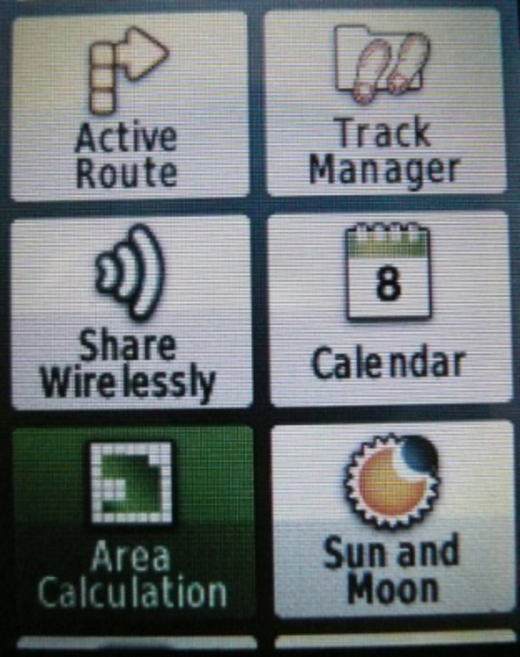 Active
Route
Track
Manager
Share
Wirelessly
8
Calendar
Area
Calculation
Sun and
Moon